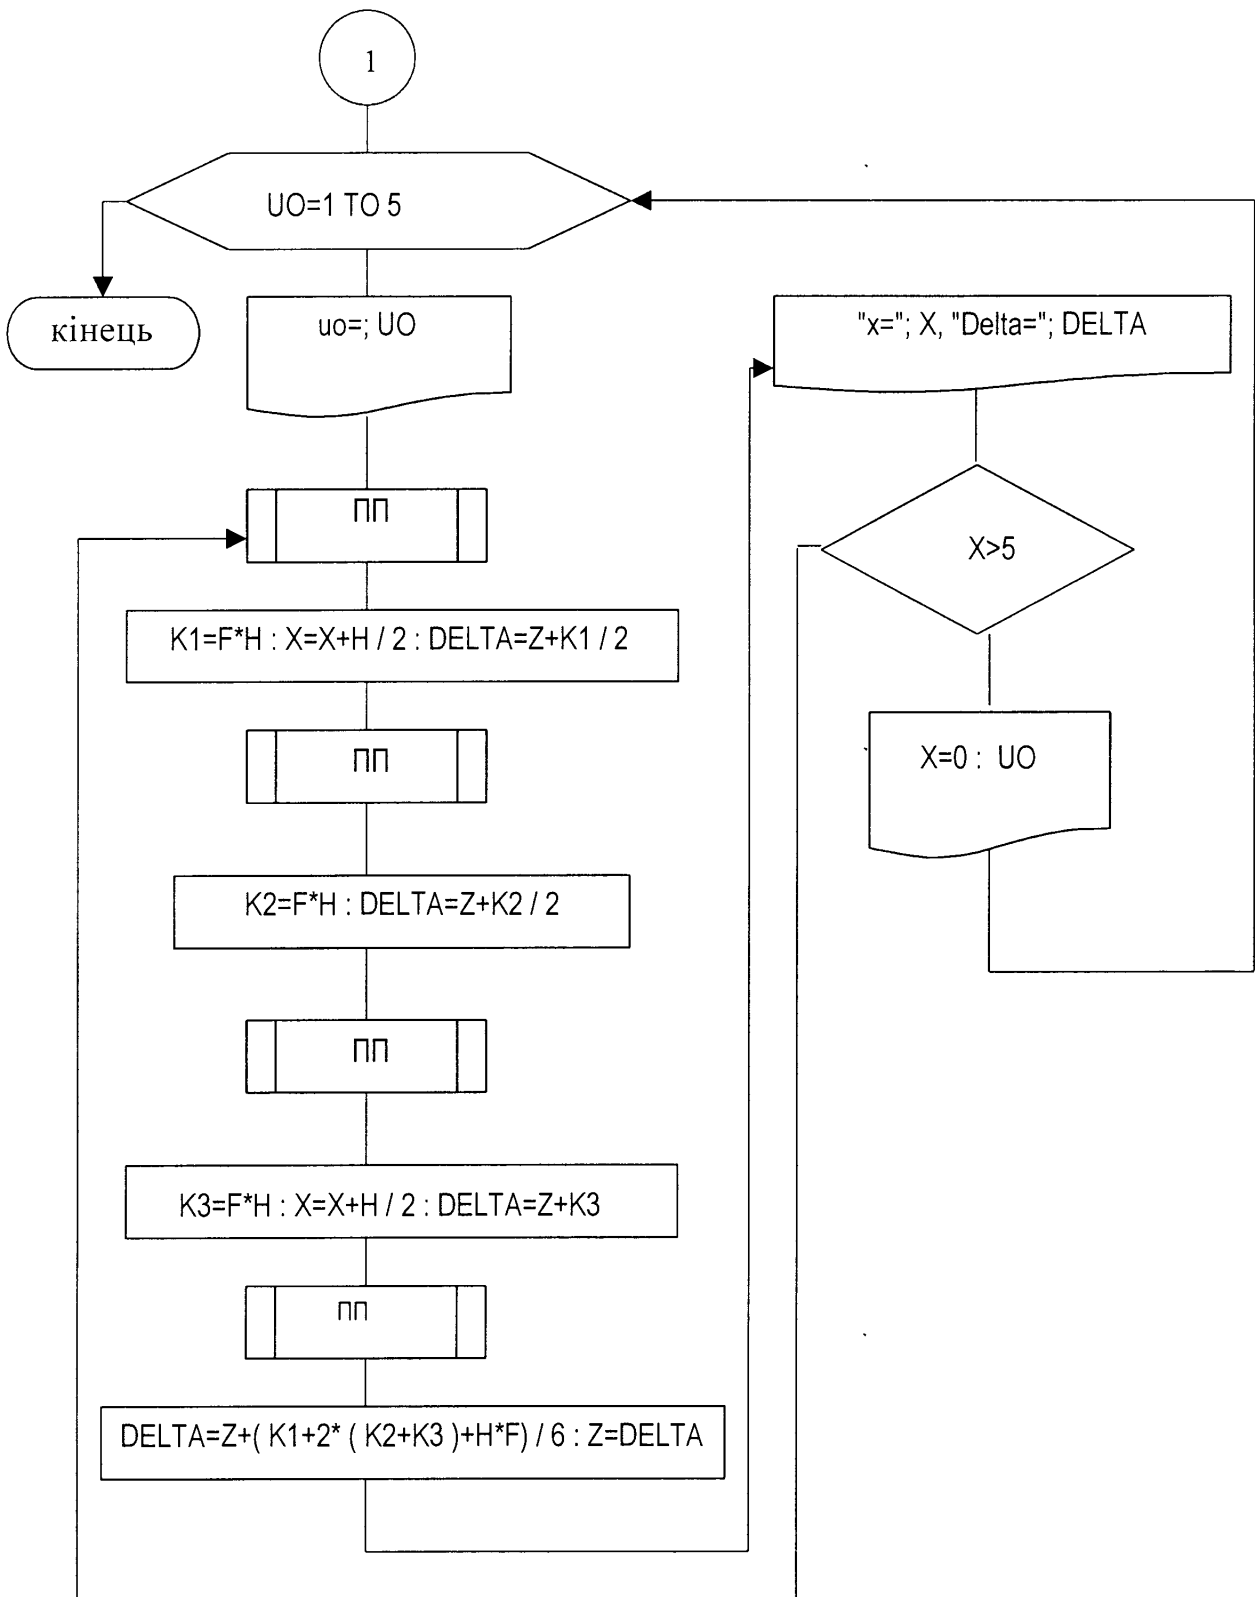 1
UO=1 TO 5
кінець
uo=; UO
ПП
K1=F*H : X=X+H / 2 : DELTA=Z+K1 / 2
ПП
K2=F*H : DELTA=Z+K2 / 2
ПП
K3=F*H : X=X+H / 2 : DELTA=Z+K3
ПП
DELTA=Z+( K1+2* ( K2+K3 )+H*F) / 6 : Z=DELTA
"x="; X, "Delta="; DELTA
X>5
X=0 : UO